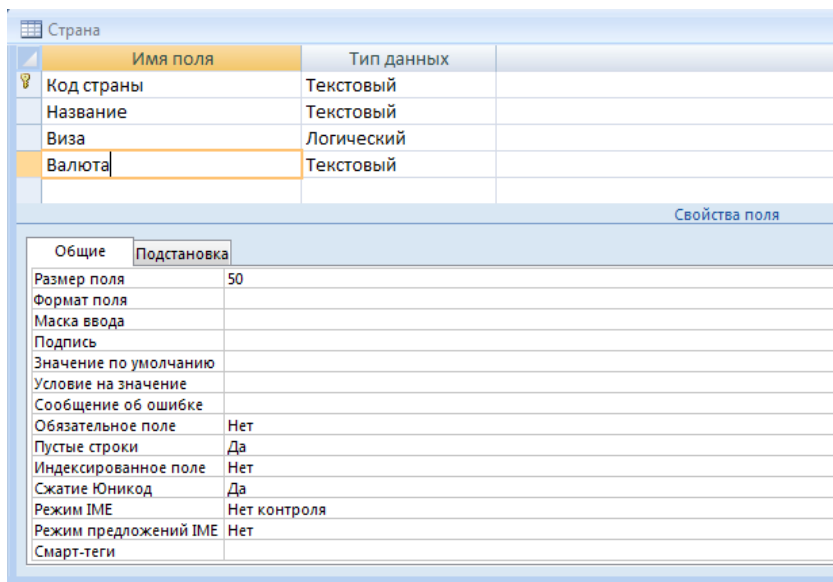 Страна
Имя поля Тип данных
Код страны Текстовый
Название Текстовый
Виза Логический
Валюта Текстовый
Свойства поля
Общие Подстановка
Размер поля 50
Формат поля
Маска ввода
Подпись
Значение по умолчанию
Условие на значение
Сообщение об ошибке
Обязательное поле Нет
Пустые строки Да
Индексированное поле Нет
Сжатие Юникод Да
Режим IME Нет контроля
Режим предложений IME Нет
Смарт-теги